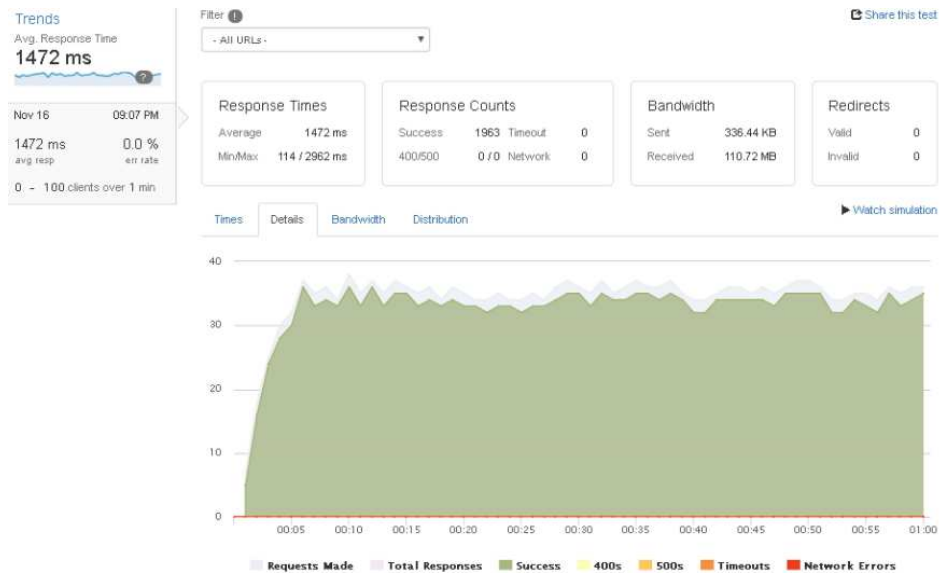 Trends
Avg. Response Time
1472 ms
?
Nov 16 09:07 PM
1472 ms 0.0 %
avg resp err rate
0 - 100 clients over 1 min
Filter !
Share this test
- All URLs -
Response Times
Average 1472 ms
Min/Max 114 / 2962 ms
Response Counts
Success 1963 Timeout 0
400/500 0 / 0 Network 0
Bandwidth
Sent 336.44 KB
Received 110.72 MB
Redirects
Valid 0
Invalid 0
Times Details Bandwidth Distribution
Watch simulation
40
30
20
10
0
00:05 00:10 00:15 00:20 00:25 00:30 00:35 00:40 00:45 00:50 00:55 01:00
Requests Made Total Responses Success 400s 500s Timeouts Network Errors